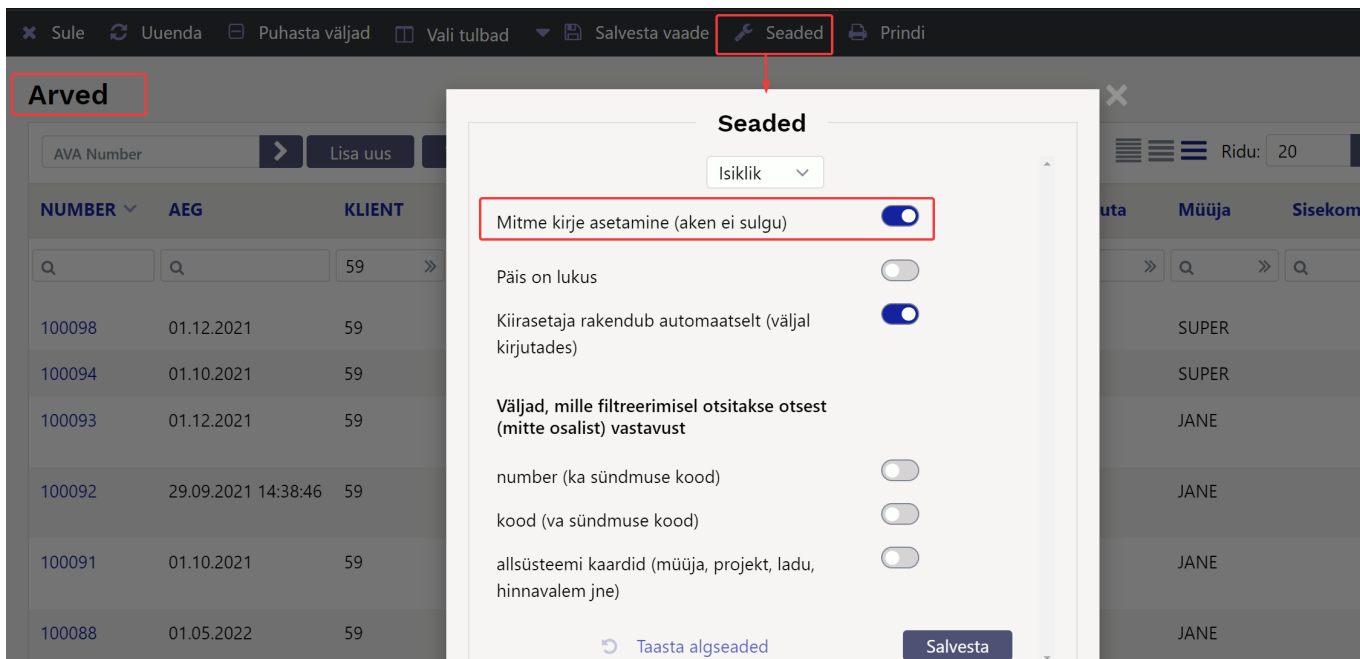 Sule Uuenda Puhasta väljad Vali tulbad Salvesta vaade Seaded Prindi
Arved
AVA Number Lisa uus Ridu: 20
NUMBER AEG KLIENT uta Müüja Sisekom
59
100098 01.12.2021 59 SUPER
100094 01.10.2021 59 SUPER
100093 01.12.2021 59 JANE
100092 29.09.2021 14:38:46 59 JANE
100091 01.10.2021 59 JANE
100088 01.05.2022 59 JANE
Seaded
Isiklik
Mitme kirje asetamine (aken ei sulgu)
Päis on lukus
Kiirasetaja rakendub automaatselt (väljal
kirjutades)
Väljad, mille filtreerimisel otsitakse otsest
(mitte osalist) vastavust
number (ka sündmuse kood)
kood (va sündmuse kood)
allsüsteemi kaardid (müüja, projekt, ladu,
hinnavalem jne)
Taasta algseaded Salvesta